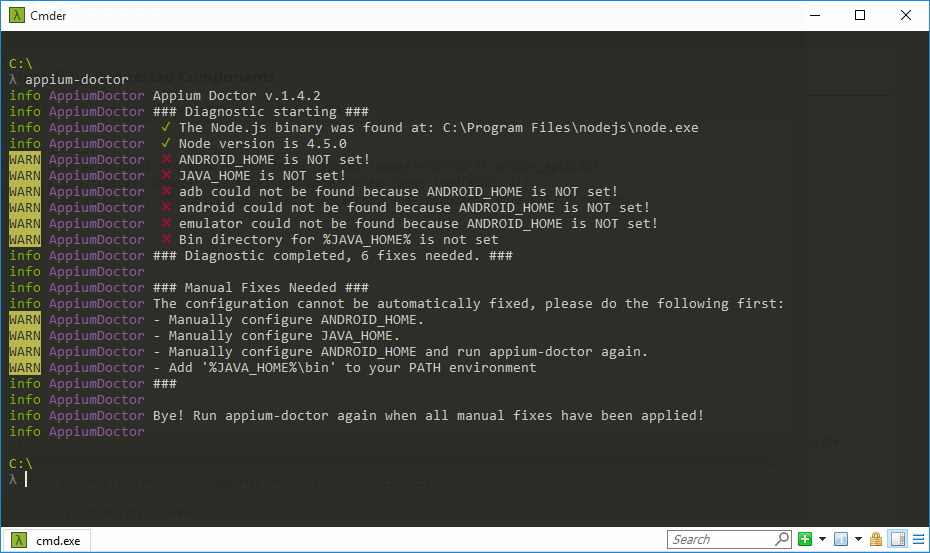 Cmder
C:\
λ appium-doctor
info AppiumDoctor Appium Doctor v.1.4.2
info AppiumDoctor ### Diagnostic starting ###
info AppiumDoctor ✓ The Node.js binary was found at: C:\Program Files\nodejs\node.exe
info AppiumDoctor ✓ Node version is 4.5.0
WARN AppiumDoctor ✗ ANDROID_HOME is NOT set!
WARN AppiumDoctor ✗ JAVA_HOME is NOT set!
WARN AppiumDoctor ✗ adb could not be found because ANDROID_HOME is NOT set!
WARN AppiumDoctor ✗ android could not be found because ANDROID_HOME is NOT set!
WARN AppiumDoctor ✗ emulator could not be found because ANDROID_HOME is NOT set!
WARN AppiumDoctor ✗ Bin directory for %JAVA_HOME% is not set
info AppiumDoctor ### Diagnostic completed, 6 fixes needed. ###
info AppiumDoctor
info AppiumDoctor ### Manual Fixes Needed ###
info AppiumDoctor The configuration cannot be automatically fixed, please do the following first:
WARN AppiumDoctor - Manually configure ANDROID_HOME.
WARN AppiumDoctor - Manually configure JAVA_HOME.
WARN AppiumDoctor - Manually configure ANDROID_HOME and run appium-doctor again.
WARN AppiumDoctor - Add '%JAVA_HOME%\bin' to your PATH environment
info AppiumDoctor ###
info AppiumDoctor
info AppiumDoctor Bye! Run appium-doctor again when all manual fixes have been applied!
info AppiumDoctor
C:\
λ
λ cmd.exe
Search